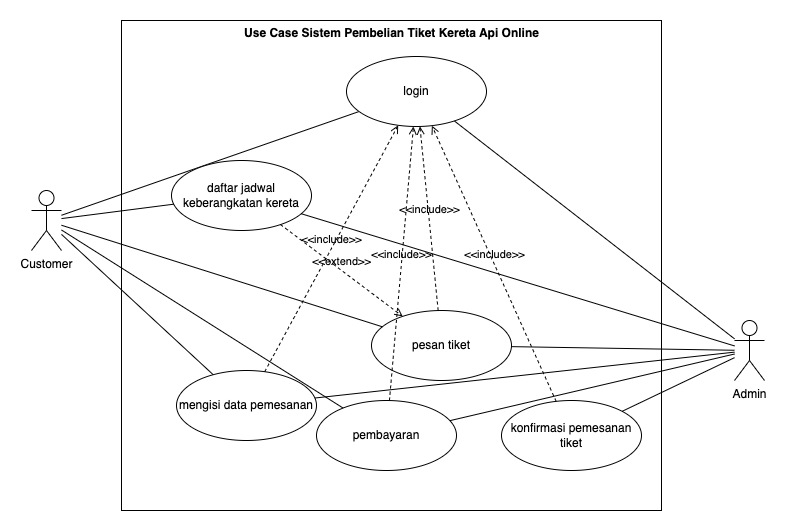 Use Case Sistem Pembelian Tiket Kereta Api Online
login
daftar jadwal
keberangkatan kereta
<<include>>
<<include>>
<<include>>
<<include>>
<<extend>>
Customer
pesan tiket
Admin
mengisi data pemesanan
pembayaran
konfirmasi pemesanan
tiket